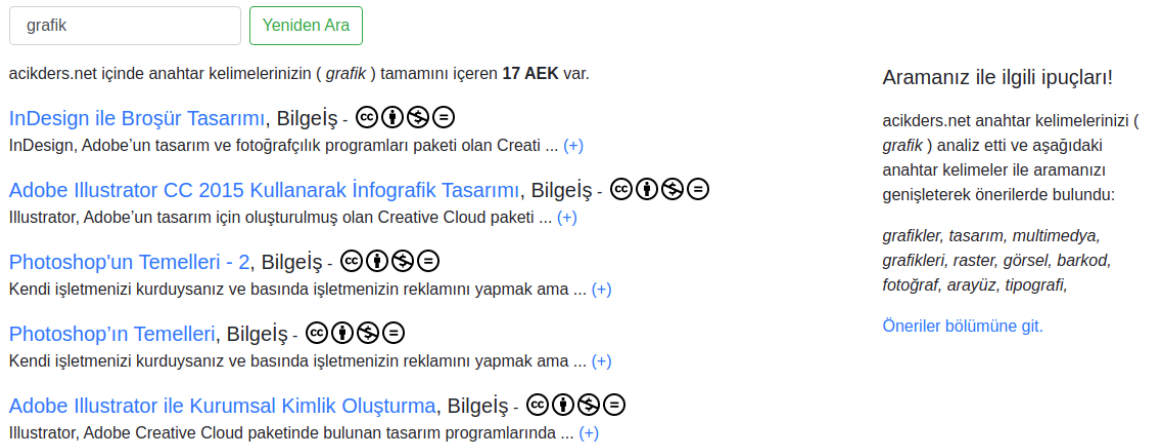 grafik
Yeniden Ara
acikders.net içinde anahtar kelimelerinizin ( grafik ) tamamını içeren 17 AEK var.
InDesign ile Broşür Tasarımı, Bilgeİş -
InDesign, Adobe’un tasarım ve fotoğrafçılık programları paketi olan Creati ... (+)
Adobe Illustrator CC 2015 Kullanarak İnfografik Tasarımı, Bilgeİş -
Illustrator, Adobe’un tasarım için oluşturulmuş olan Creative Cloud paketi ... (+)
Photoshop'un Temelleri - 2, Bilgeİş -
Kendi işletmenizi kurduysanız ve basında işletmenizin reklamını yapmak ama ... (+)
Photoshop’ın Temelleri, Bilgeİş -
Kendi işletmenizi kurduysanız ve basında işletmenizin reklamını yapmak ama ... (+)
Adobe Illustrator ile Kurumsal Kimlik Oluşturma, Bilgeİş -
Illustrator, Adobe Creative Cloud paketinde bulunan tasarım programlarında ... (+)
Aramanız ile ilgili ipuçları!
acikders.net anahtar kelimelerinizi (
grafik ) analiz etti ve aşağıdaki
anahtar kelimeler ile aramanızı
genişleterek önerilerde bulundu:
grafikler, tasarım, multimedya,
grafikleri, raster, görsel, barkod,
fotoğraf, arayüz, tipografi,
Öneriler bölümüne git.